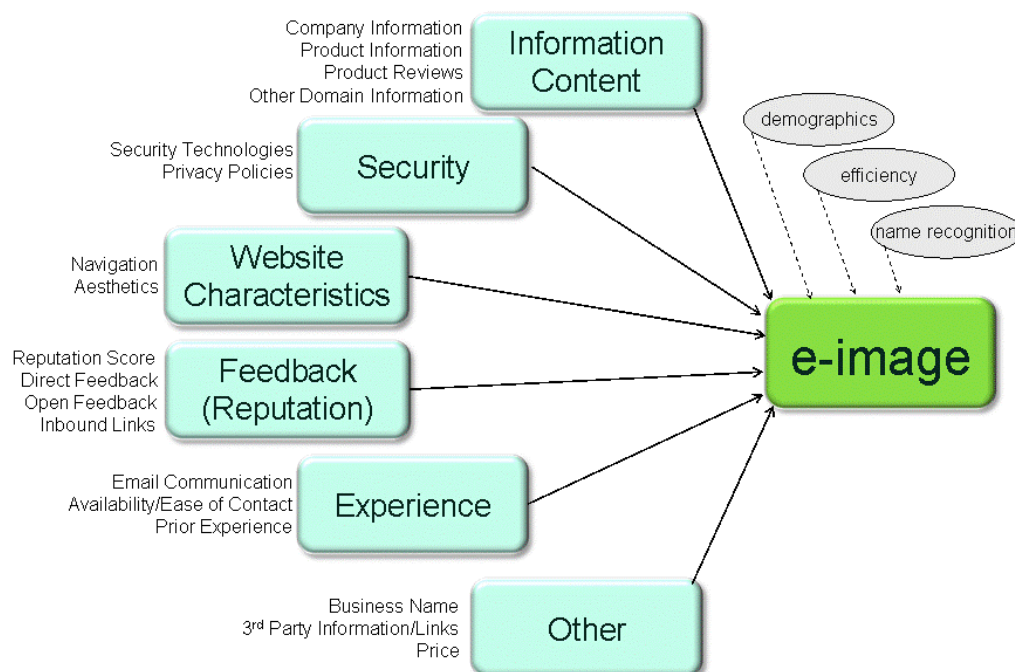 Company Information
Product Information
Product Reviews
Other Domain Information
Information
Content
demographics
efficiency
name recognition
Security Technologies
Privacy Policies
Security
Navigation
Aesthetics
Website
Characteristics
e-image
Reputation Score
Direct Feedback
Open Feedback
Inbound Links
Feedback
(Reputation)
Email Communication
Availability/Ease of Contact
Prior Experience
Experience
Business Name
3rd Party Information/Links
Price
Other